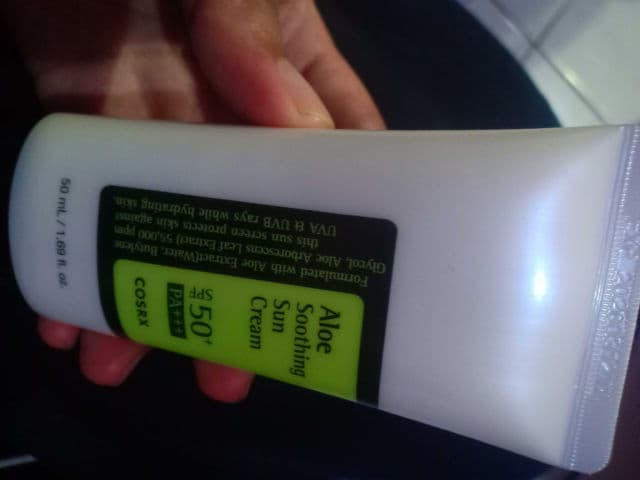 Aloe
Soothing
Sun
Cream
SPF 50+
PA+++
COSRX
Formulated with Aloe Extract(Water, Butylene
Glycol, Aloe Arborescens Leaf Extract) 55,000 ppm
this sun screen protects skin against
UVA & UVB rays while hydrating skin.
50 mL / 1.69 fl. oz.